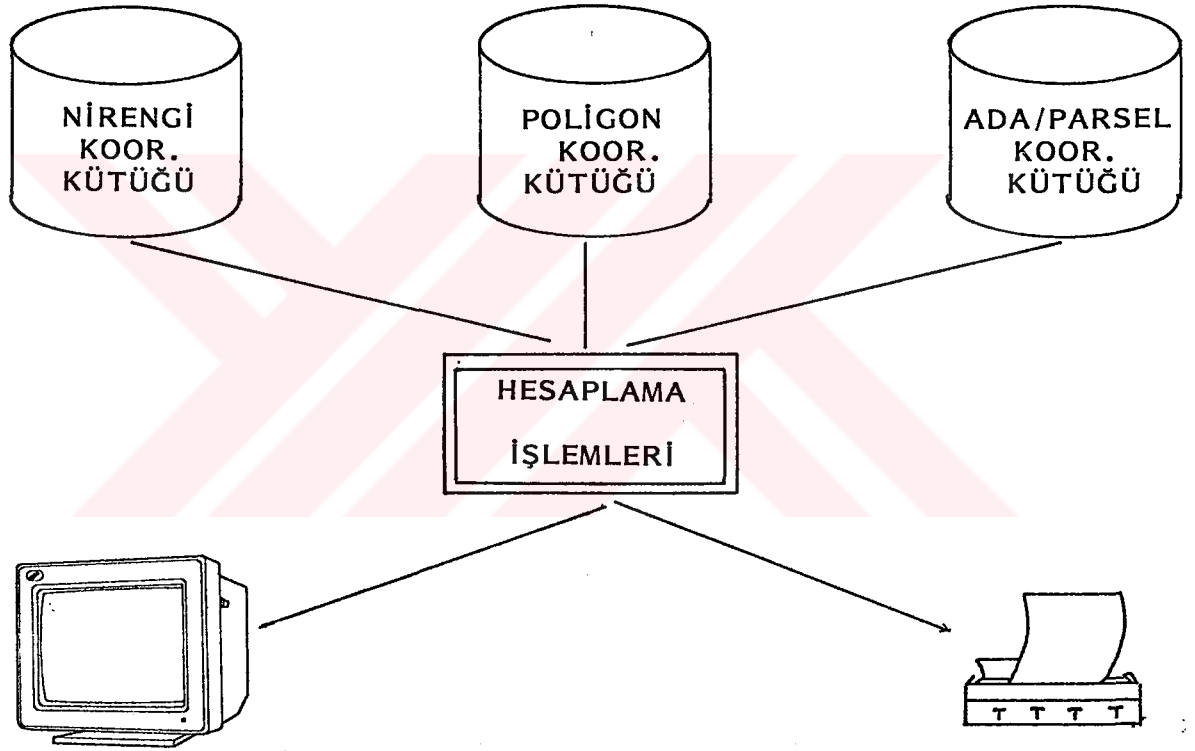 NİRENGİ
KOOR.
KÜTÜĞÜ
POLİGON
KOOR.
KÜTÜĞÜ
ADA/PARSEL
KOOR.
KÜTÜĞÜ
HESAPLAMA
İŞLEMLERİ